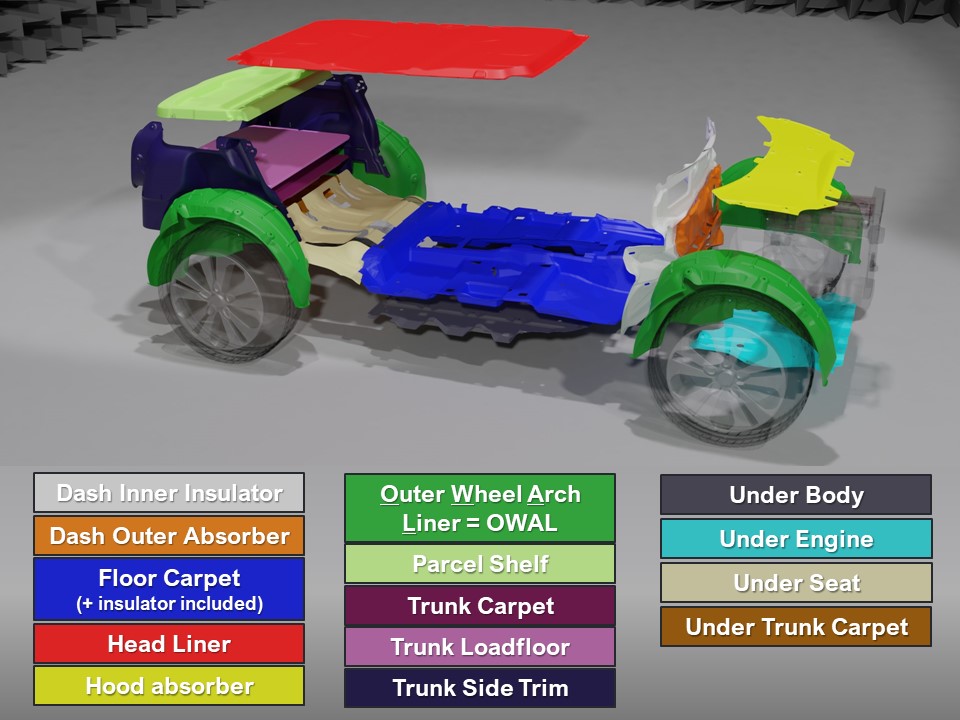 Dash Inner Insulator
Dash Outer Absorber
Floor Carpet
(+ insulator included)
Head Liner
Hood absorber
Outer Wheel Arch
Liner = OWAL
Parcel Shelf
Trunk Carpet
Trunk Loadfloor
Trunk Side Trim
Under Body
Under Engine
Under Seat
Under Trunk Carpet